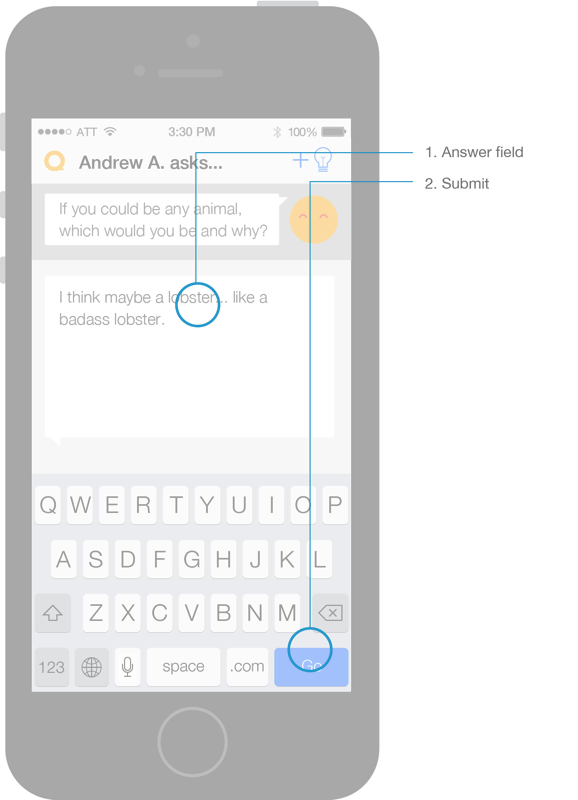 ATT 3:30 PM 100%
Andrew A. asks...
1. Answer field
2. Submit
If you could be any animal,
which would you be and why?
I think maybe a lobster... like a
badass lobster.
Q W E R T Y U I O P
A S D F G H J K L
Z X C V B N M
123 space .com Go